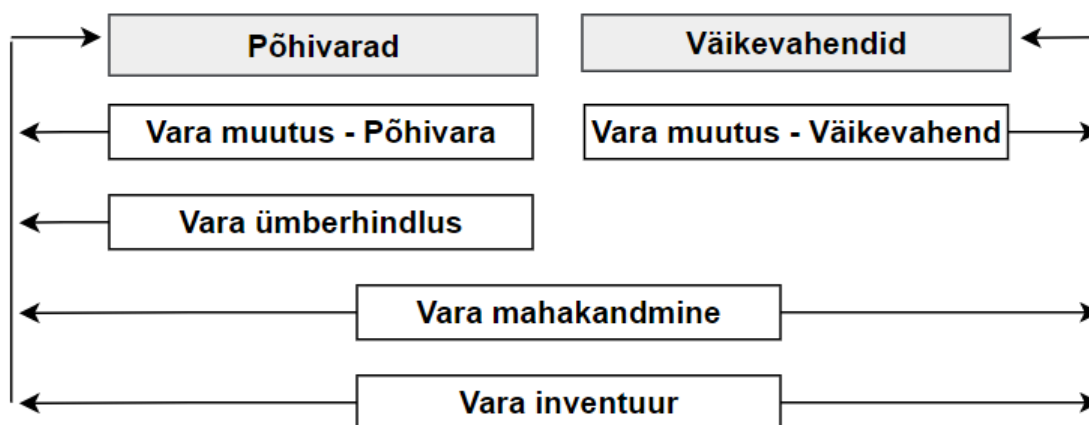 Põhivarad
Väikevahendid
Vara muutus - Põhivara
Vara muutus - Väikevahend
Vara ümberhindlus
Vara mahakandmine
Vara inventuur